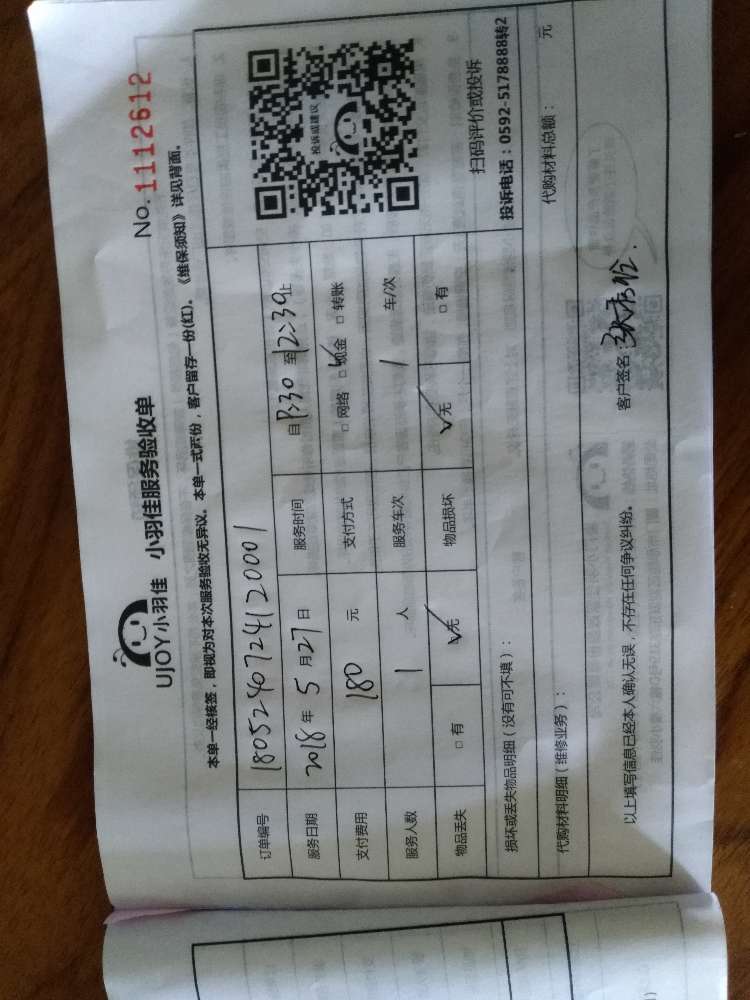 UJOY小羽佳 小羽佳服务验收单
No. 1112612
本单一经核签，即视为对本次服务验收无异议。本单一式两份，客户留存一份(红)。《维保须知》详见背面。
订单编号 1805240724120001
服务日期 2018年5月27日 服务时间 自 :30 至12:39止
支付费用 180 元 支付方式 □网络 □现金 □转账
服务人数 1 人 服务车次 1 车/次
物品丢失 □有 □无 物品损坏 □无 □有
投诉或建议
扫码评价或投诉
投诉电话：0592-5178888转2
损坏或丢失物品明细（没有可不填）：
代购材料明细（维修业务）： 代购材料总额： 元
以上填写信息已经本人确认无误，不存在任何争议纠纷。 客户签名：